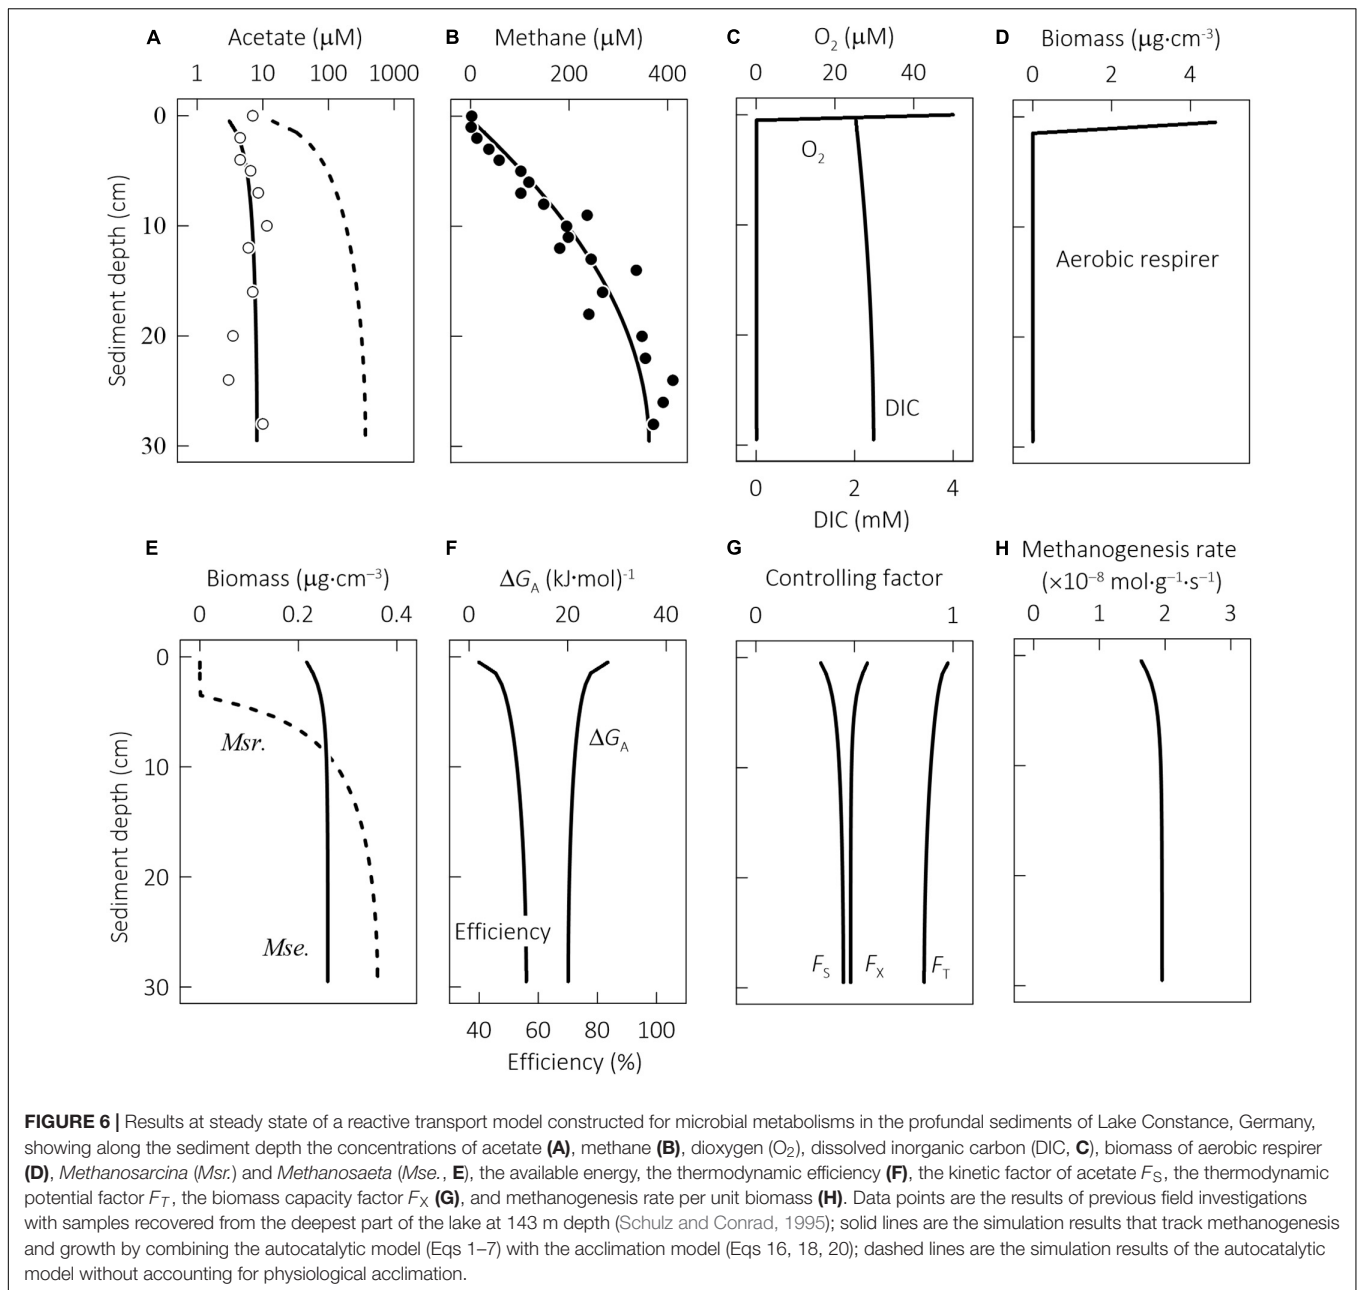 A Acetate (μM)
B Methane (μM)
C O2 (μM)
D Biomass (μg·cm-3)
1 10 100 1000
0 200 400
0 20 40
0 2 4
Sediment depth (cm)
0
10
20
30
O2
DIC
Aerobic respirer
0 2 4
DIC (mM)
E Biomass (μg·cm–3)
F ΔGA (kJ·mol)-1
G Controlling factor
H Methanogenesis rate
(×10–8 mol·g–1·s–1)
0 0.2 0.4
0 20 40
0 1
0 1 2 3
Sediment depth (cm)
0
10
20
30
Msr.
Mse.
ΔGA
Efficiency
FS FX FT
40 60 80 100
Efficiency (%)
FIGURE 6 | Results at steady state of a reactive transport model constructed for microbial metabolisms in the profundal sediments of Lake Constance, Germany,
showing along the sediment depth the concentrations of acetate (A), methane (B), dioxygen (O2), dissolved inorganic carbon (DIC, C), biomass of aerobic respirer
(D), Methanosarcina (Msr.) and Methanosaeta (Mse., E), the available energy, the thermodynamic efficiency (F), the kinetic factor of acetate FS, the thermodynamic
potential factor FT, the biomass capacity factor FX (G), and methanogenesis rate per unit biomass (H). Data points are the results of previous field investigations
with samples recovered from the deepest part of the lake at 143 m depth (Schulz and Conrad, 1995); solid lines are the simulation results that track methanogenesis
and growth by combining the autocatalytic model (Eqs 1–7) with the acclimation model (Eqs 16, 18, 20); dashed lines are the simulation results of the autocatalytic
model without accounting for physiological acclimation.